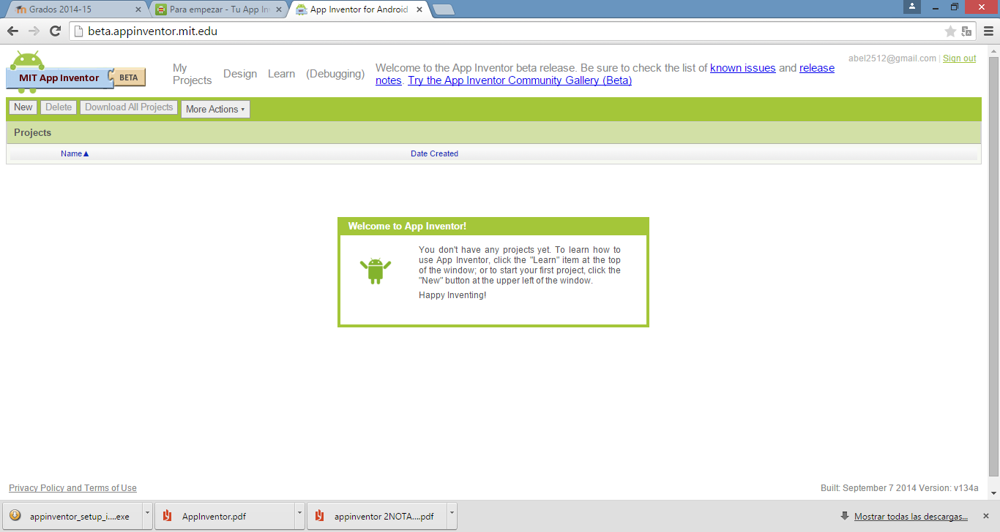 Grados 2014-15
Para empezar - Tu App In
App Inventor for Android
beta.appinventor.mit.edu
abel2512@gmail.com | Sign out
MIT App Inventor BETA
My Projects
Design
Learn
(Debugging)
Welcome to the App Inventor beta release. Be sure to check the list of known issues and release
notes. Try the App Inventor Community Gallery (Beta)
New
Delete
Download All Projects
More Actions ▾
Projects
Name▲
Date Created
Welcome to App Inventor!
You don't have any projects yet. To learn how to
use App Inventor, click the "Learn" item at the top
of the window; or to start your first project, click the
"New" button at the upper left of the window.
Happy Inventing!
Privacy Policy and Terms of Use
Built: September 7 2014 Version: v134a
appinventor_setup_i....exe
AppInventor.pdf
appinventor 2NOTA....pdf
Mostrar todas las descargas...